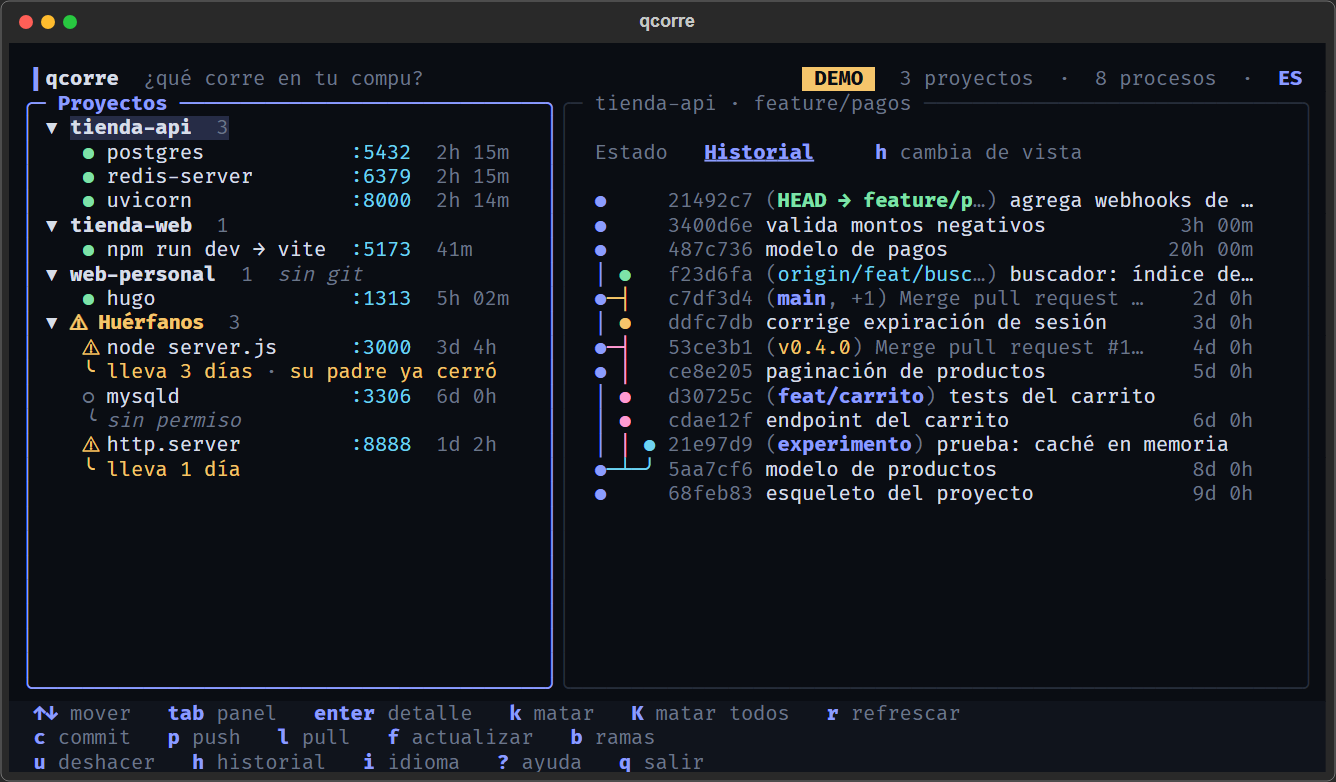 qcorre
qcorre ¿qué corre en tu compu? DEMO 3 proyectos · 8 procesos · ES
Proyectos
▼ tienda-api 3
● postgres :5432 2h 15m
● redis-server :6379 2h 15m
● uvicorn :8000 2h 14m
▼ tienda-web 1
● npm run dev → vite :5173 41m
▼ web-personal 1 sin git
● hugo :1313 5h 02m
▼ ⚠ Huérfanos 3
⚠ node server.js :3000 3d 4h
╰ lleva 3 días · su padre ya cerró
○ mysqld :3306 6d 0h
╰ sin permiso
⚠ http.server :8888 1d 2h
╰ lleva 1 día
tienda-api · feature/pagos
Estado Historial h cambia de vista
21492c7 (HEAD → feature/p…) agrega webhooks de …
3400d6e valida montos negativos 3h 00m
487c736 modelo de pagos 20h 00m
f23d6fa (origin/feat/busc…) buscador: índice de…
c7df3d4 (main, +1) Merge pull request … 2d 0h
ddfc7db corrige expiración de sesión 3d 0h
53ce3b1 (v0.4.0) Merge pull request #1… 4d 0h
ce8e205 paginación de productos 5d 0h
d30725c (feat/carrito) tests del carrito
cdae12f endpoint del carrito 6d 0h
21e97d9 (experimento) prueba: caché en memoria
5aa7cf6 modelo de productos 8d 0h
68feb83 esqueleto del proyecto 9d 0h
↑↓ mover tab panel enter detalle k matar K matar todos r refrescar
c commit p push l pull f actualizar b ramas
u deshacer h historial i idioma ? ayuda q salir